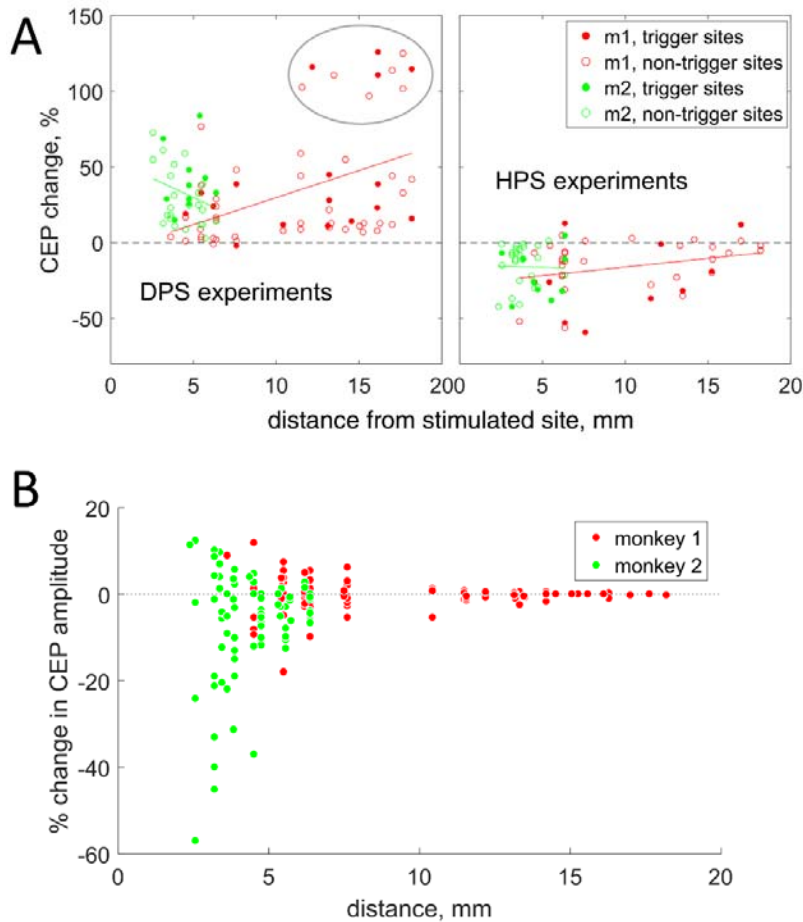 A
CEP change, %
150
100
50
0
-50
0
5
10
15
20
DPS experiments
m1, trigger sites
m1, non-trigger sites
m2, trigger sites
m2, non-trigger sites
HPS experiments
0
5
10
15
20
distance from stimulated site, mm
B
% change in CEP amplitude
20
0
-20
-40
-60
0
5
10
15
20
monkey 1
monkey 2
distance, mm